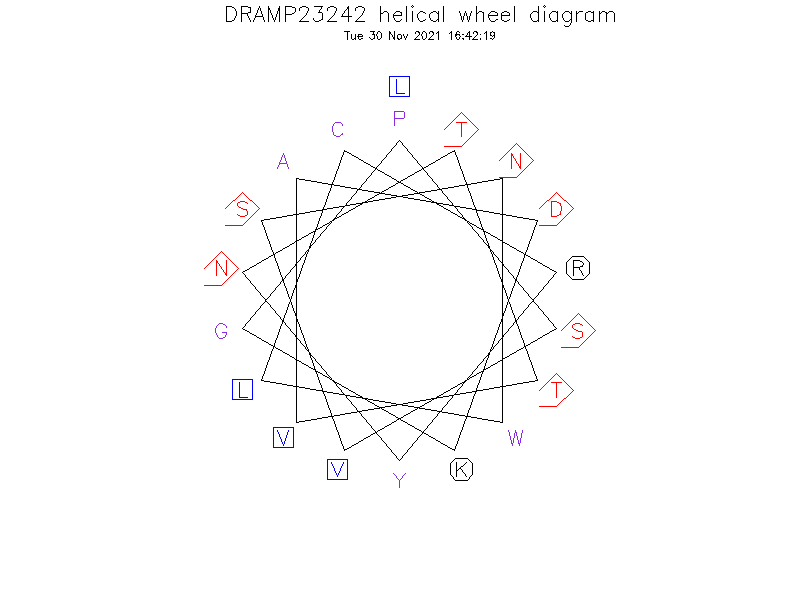 DRAMP23242 helical wheel diagram
Tue 30 Nov 2021 16:42:19
L
P
C
T
A
N
S
D
N
R
G
S
L
T
V
W
V
K
Y